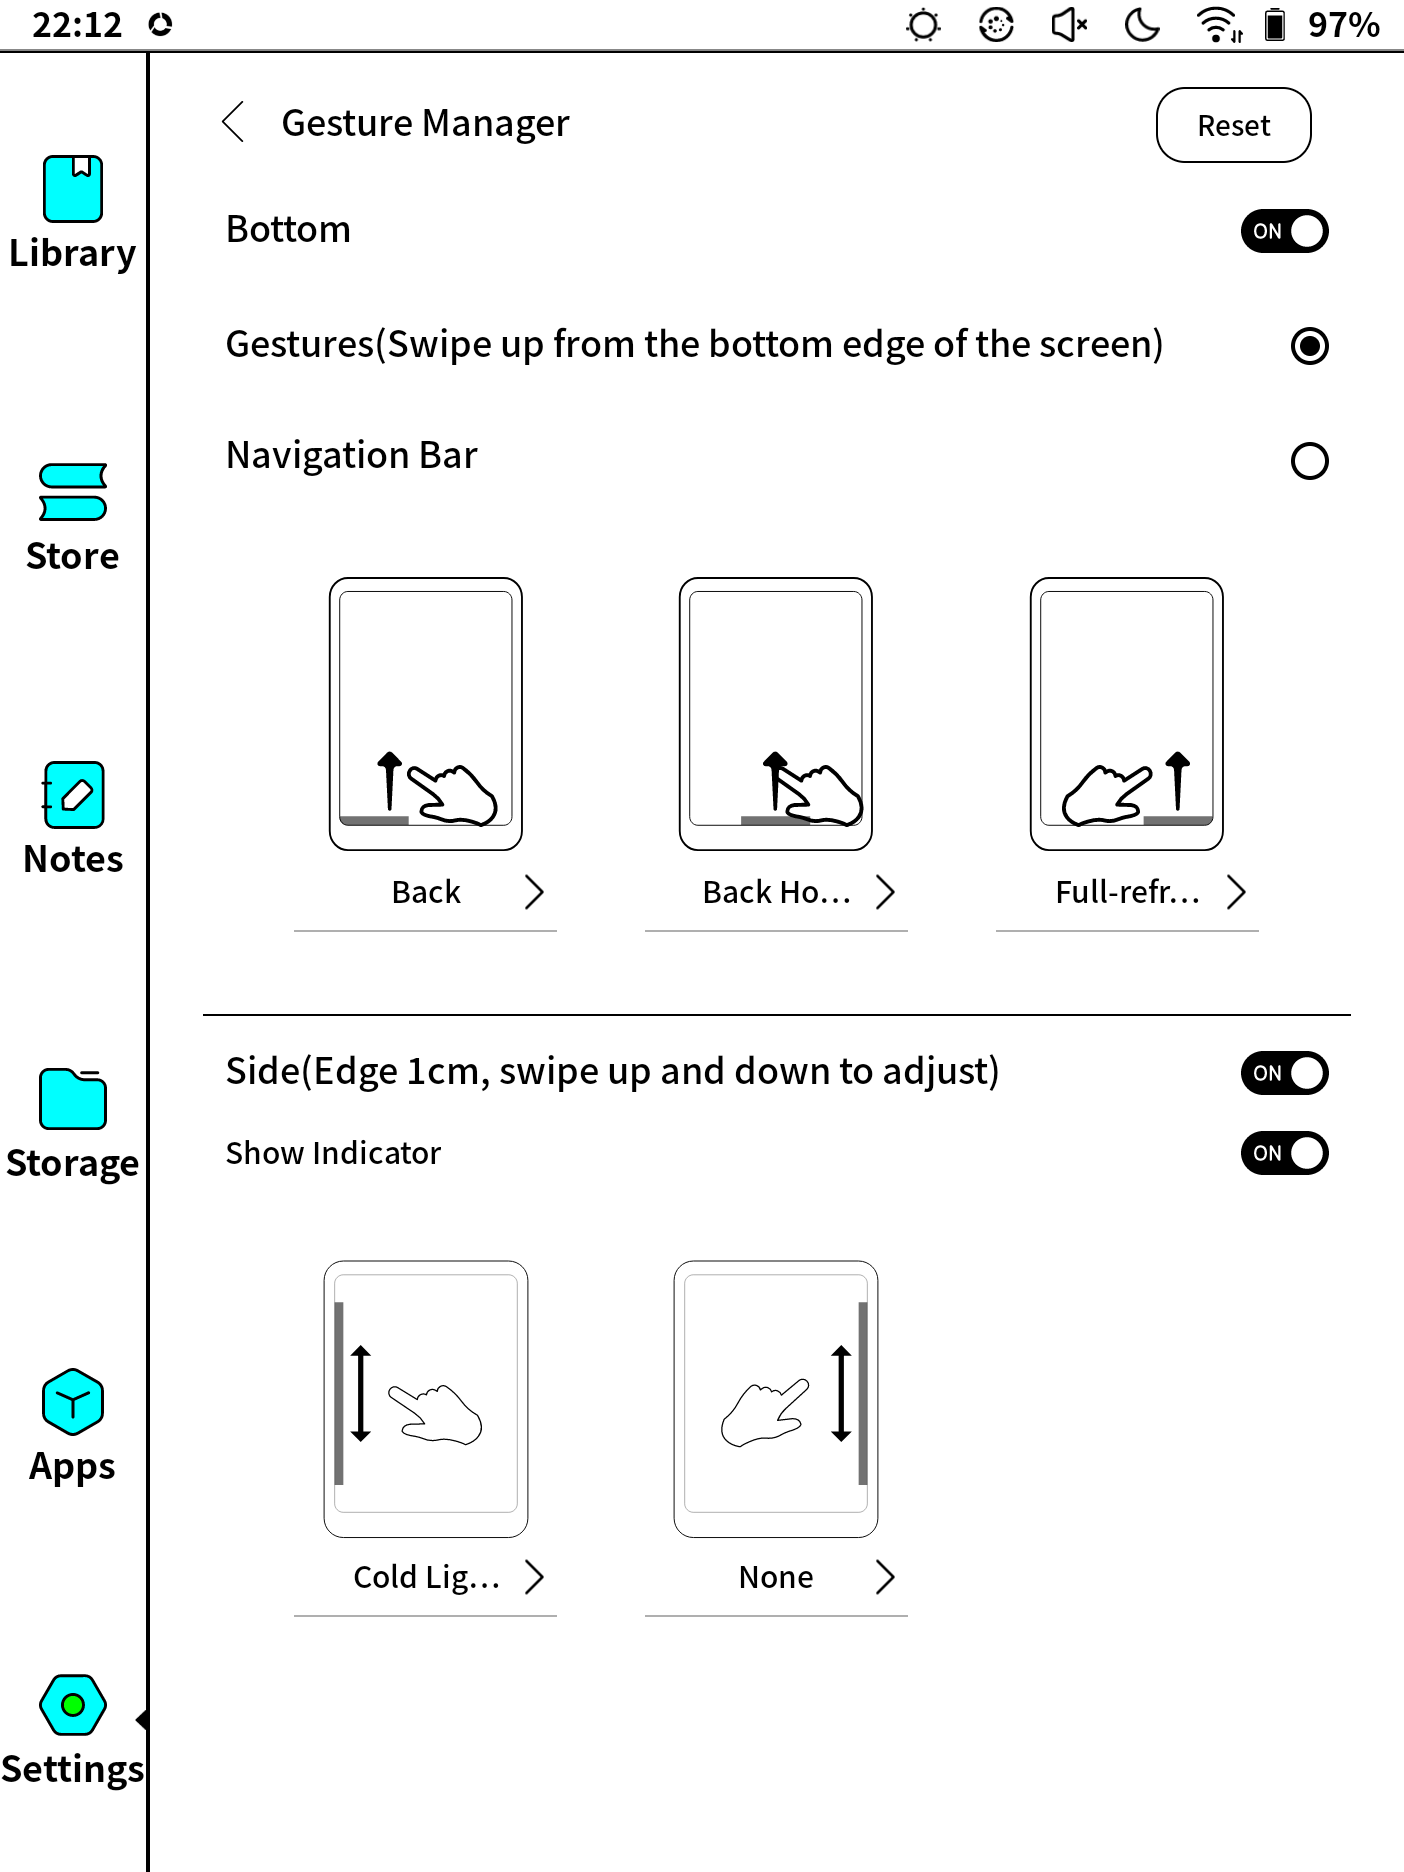 22:12
97%
Library
Store
Notes
Storage
Apps
Settings
Gesture Manager
Reset
Bottom
ON
Gestures(Swipe up from the bottom edge of the screen)
Navigation Bar
Back
Back Ho...
Full-refr...
Side(Edge 1cm, swipe up and down to adjust)
ON
Show Indicator
ON
Cold Lig...
None